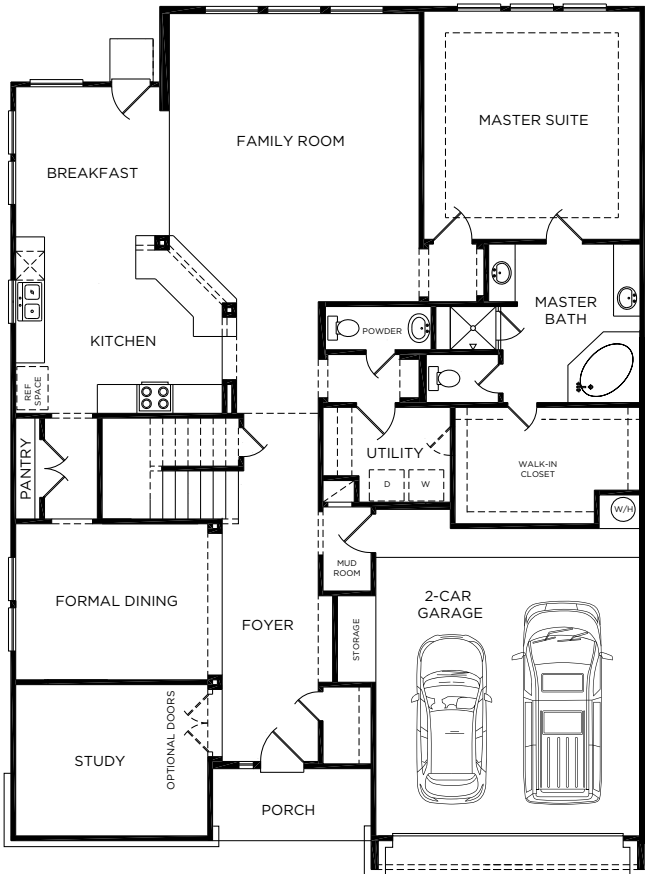 MASTER SUITE
FAMILY ROOM
BREAKFAST
MASTER
BATH
POWDER
KITCHEN
REF
SPACE
PANTRY
UTILITY
D
W
WALK-IN
CLOSET
W/H
MUD
ROOM
2-CAR
GARAGE
FORMAL DINING
FOYER
STORAGE
OPTIONAL DOORS
STUDY
PORCH